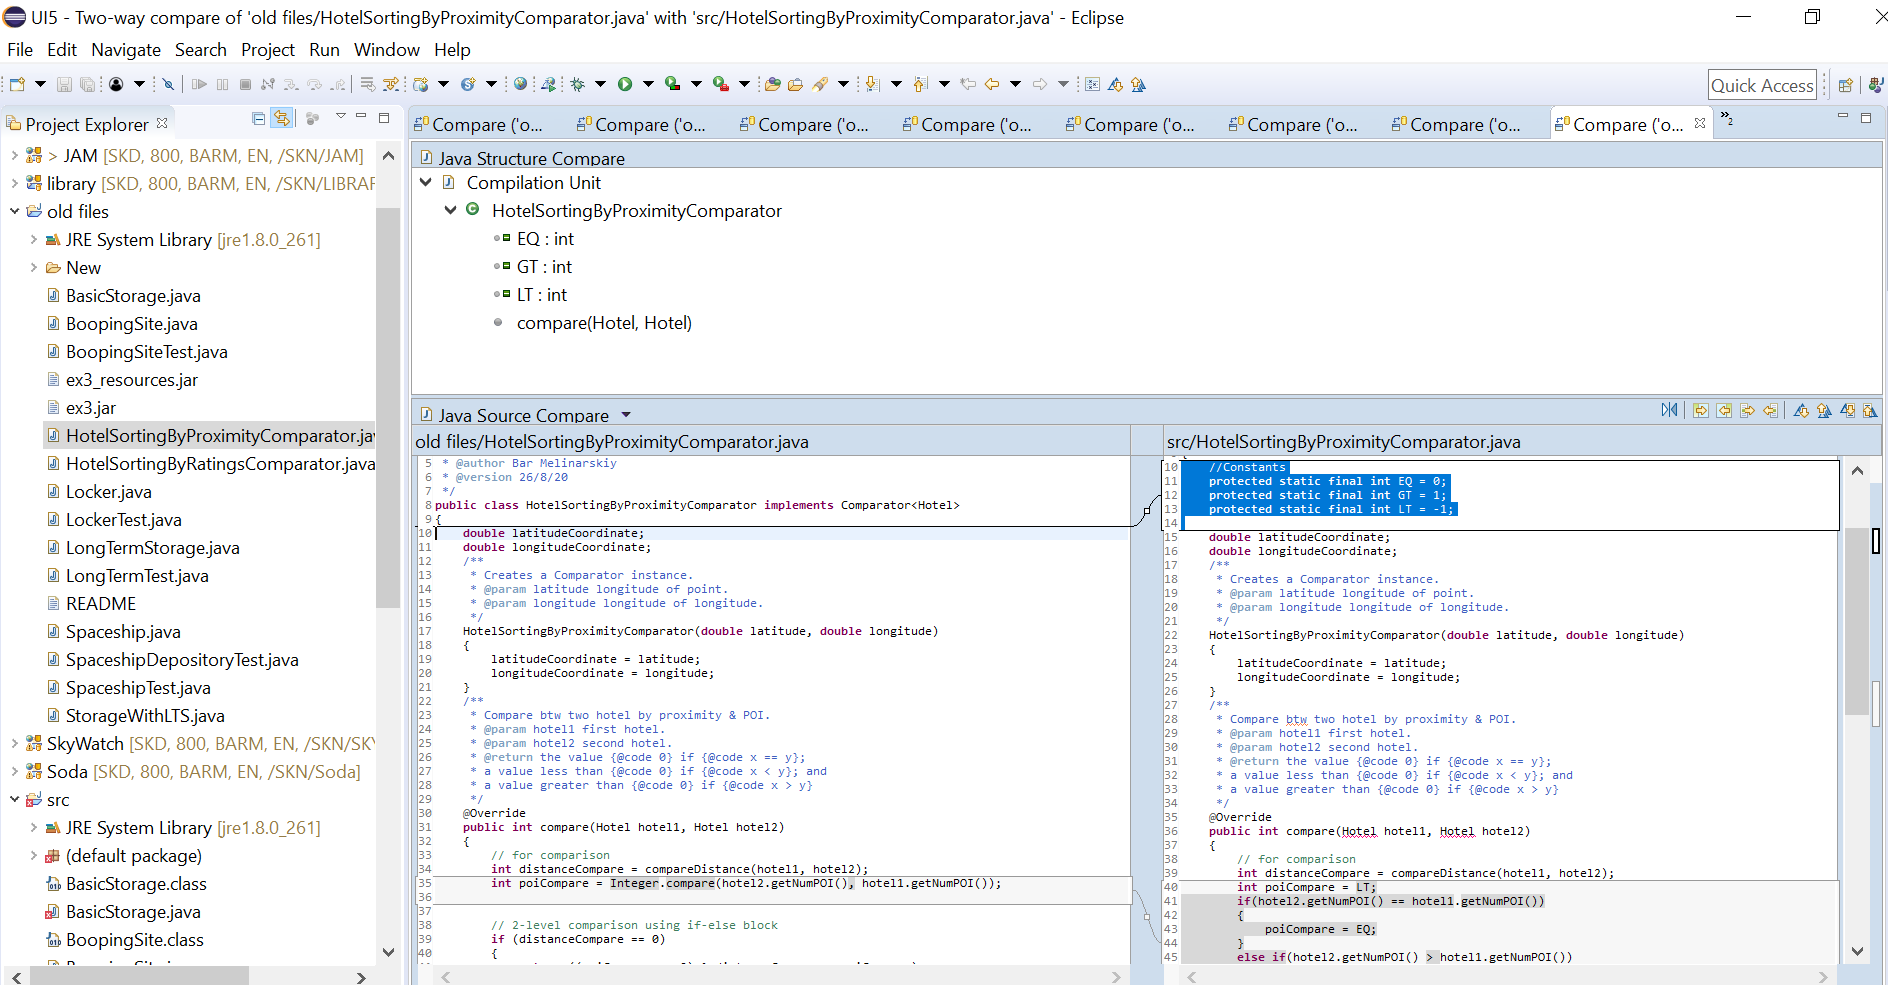 UI5 - Two-way compare of 'old files/HotelSortingByProximityComparator.java' with 'src/HotelSortingByProximityComparator.java' - Eclipse
File Edit Navigate Search Project Run Window Help
Quick Access
Project Explorer
> JAM [SKD, 800, BARM, EN, /SKN/JAM]
library [SKD, 800, BARM, EN, /SKN/LIBRAR
old files
JRE System Library [jre1.8.0_261]
New
BasicStorage.java
BoopingSite.java
BoopingSiteTest.java
ex3_resources.jar
ex3.jar
HotelSortingByProximityComparator.ja
HotelSortingByRatingsComparator.java
Locker.java
LockerTest.java
LongTermStorage.java
LongTermTest.java
README
Spaceship.java
SpaceshipDepositoryTest.java
SpaceshipTest.java
StorageWithLTS.java
SkyWatch [SKD, 800, BARM, EN, /SKN/SKY
Soda [SKD, 800, BARM, EN, /SKN/Soda]
src
JRE System Library [jre1.8.0_261]
(default package)
BasicStorage.class
BasicStorage.java
BoopingSite.class
Compare ('o... Compare ('o... Compare ('o... Compare ('o... Compare ('o... Compare ('o... Compare ('o... Compare ('o... »2
Java Structure Compare
Compilation Unit
HotelSortingByProximityComparator
EQ : int
GT : int
LT : int
compare(Hotel, Hotel)
Java Source Compare
old files/HotelSortingByProximityComparator.java
5 * @author Bar Melinarskiy
6 * @version 26/8/20
7 */
8 public class HotelSortingByProximityComparator implements Comparator<Hotel>
9 {
10 double latitudeCoordinate;
11 double longitudeCoordinate;
12 /**
13 * Creates a Comparator instance.
14 * @param latitude longitude of point.
15 * @param longitude longitude of longitude.
16 */
17 HotelSortingByProximityComparator(double latitude, double longitude)
18 {
19 latitudeCoordinate = latitude;
20 longitudeCoordinate = longitude;
21 }
22 /**
23 * Compare btw two hotel by proximity & POI.
24 * @param hotel1 first hotel.
25 * @param hotel2 second hotel.
26 * @return the value {@code 0} if {@code x == y};
27 * a value less than {@code 0} if {@code x < y}; and
28 * a value greater than {@code 0} if {@code x > y}
29 */
30 @Override
31 public int compare(Hotel hotel1, Hotel hotel2)
32 {
33 // for comparison
34 int distanceCompare = compareDistance(hotel1, hotel2);
35 int poiCompare = Integer.compare(hotel2.getNumPOI(), hotel1.getNumPOI());
36
37
38 // 2-level comparison using if-else block
39 if (distanceCompare == 0)
40 {
src/HotelSortingByProximityComparator.java
10 //Constants
11 protected static final int EQ = 0;
12 protected static final int GT = 1;
13 protected static final int LT = -1;
14
15 double latitudeCoordinate;
16 double longitudeCoordinate;
17 /**
18 * Creates a Comparator instance.
19 * @param latitude longitude of point.
20 * @param longitude longitude of longitude.
21 */
22 HotelSortingByProximityComparator(double latitude, double longitude)
23 {
24 latitudeCoordinate = latitude;
25 longitudeCoordinate = longitude;
26 }
27 /**
28 * Compare btw two hotel by proximity & POI.
29 * @param hotel1 first hotel.
30 * @param hotel2 second hotel.
31 * @return the value {@code 0} if {@code x == y};
32 * a value less than {@code 0} if {@code x < y}; and
33 * a value greater than {@code 0} if {@code x > y}
34 */
35 @Override
36 public int compare(Hotel hotel1, Hotel hotel2)
37 {
38 // for comparison
39 int distanceCompare = compareDistance(hotel1, hotel2);
40 int poiCompare = LT;
41 if(hotel2.getNumPOI() == hotel1.getNumPOI())
42 {
43 poiCompare = EQ;
44 }
45 else if(hotel2.getNumPOI() > hotel1.getNumPOI())